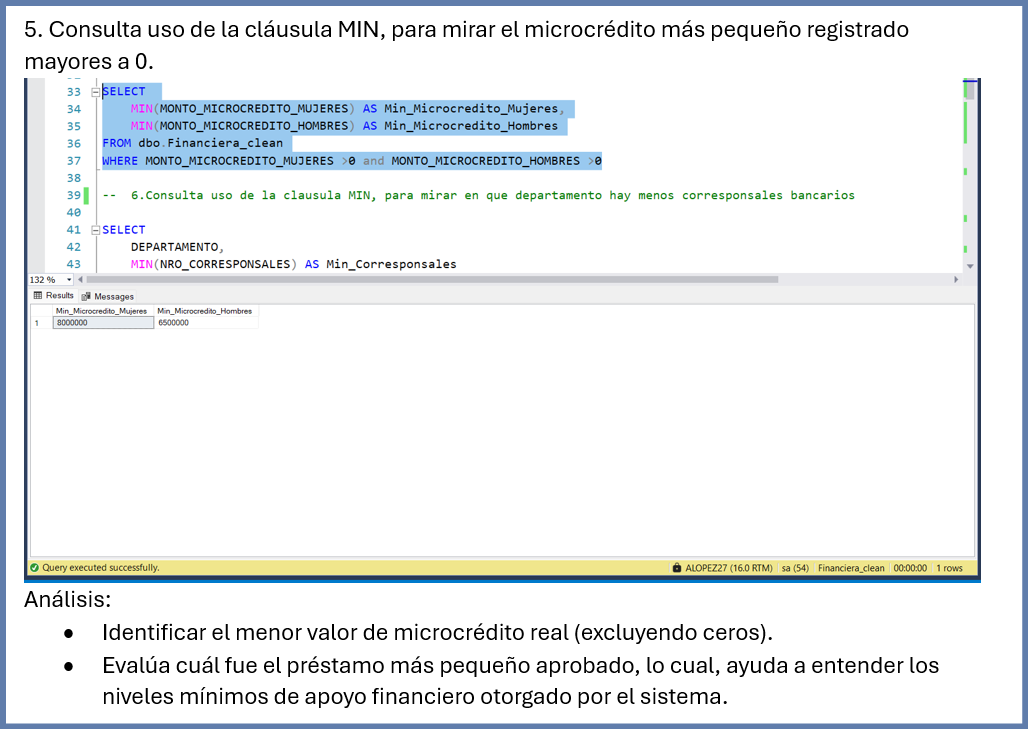 5. Consulta uso de la cláusula MIN, para mirar el microcrédito más pequeño registrado
mayores a 0.
33 SELECT
34 MIN(MONTO_MICROCREDITO_MUJERES) AS Min_Microcredito_Mujeres,
35 MIN(MONTO_MICROCREDITO_HOMBRES) AS Min_Microcredito_Hombres
36 FROM dbo.Financiera_clean
37 WHERE MONTO_MICROCREDITO_MUJERES >0 and MONTO_MICROCREDITO_HOMBRES >0
38
39 -- 6.Consulta uso de la clausula MIN, para mirar en que departamento hay menos corresponsales bancarios
40
41 SELECT
42 DEPARTAMENTO,
43 MIN(NRO_CORRESPONSALES) AS Min_Corresponsales
132 %
Results Messages
Min_Microcredito_Mujeres Min_Microcredito_Hombres
1 8000000 6500000
Query executed successfully. ALOPEZ27 (16.0 RTM) sa (54) Financiera_clean 00:00:00 1 rows
Análisis:
● Identificar el menor valor de microcrédito real (excluyendo ceros).
● Evalúa cuál fue el préstamo más pequeño aprobado, lo cual, ayuda a entender los
niveles mínimos de apoyo financiero otorgado por el sistema.